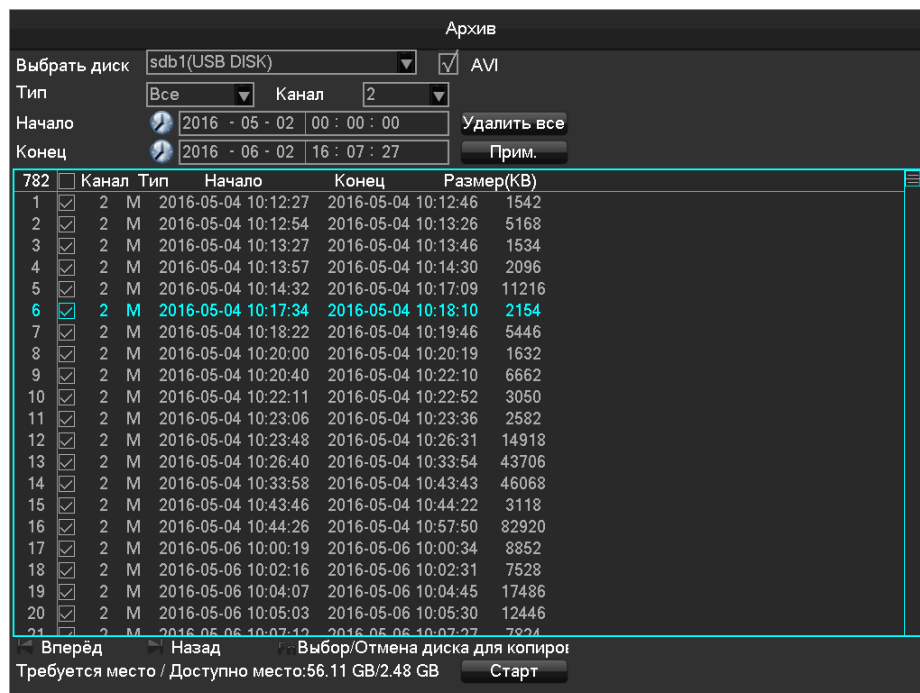 Архив
Выбрать диск sdb1(USB DISK) AVI
Тип Все Канал 2
Начало 2016 - 05 - 02 00 : 00 : 00 Удалить все
Конец 2016 - 06 - 02 16 : 07 : 27 Прим.
782 Канал Тип Начало Конец Размер(KB)
1 2 M 2016-05-04 10:12:27 2016-05-04 10:12:46 1542
2 2 M 2016-05-04 10:12:54 2016-05-04 10:13:26 5168
3 2 M 2016-05-04 10:13:27 2016-05-04 10:13:46 1534
4 2 M 2016-05-04 10:13:57 2016-05-04 10:14:30 2096
5 2 M 2016-05-04 10:14:32 2016-05-04 10:17:09 11216
6 2 M 2016-05-04 10:17:34 2016-05-04 10:18:10 2154
7 2 M 2016-05-04 10:18:22 2016-05-04 10:19:46 5446
8 2 M 2016-05-04 10:20:00 2016-05-04 10:20:19 1632
9 2 M 2016-05-04 10:20:40 2016-05-04 10:22:10 6662
10 2 M 2016-05-04 10:22:11 2016-05-04 10:22:52 3050
11 2 M 2016-05-04 10:23:06 2016-05-04 10:23:36 2582
12 2 M 2016-05-04 10:23:48 2016-05-04 10:26:31 14918
13 2 M 2016-05-04 10:26:40 2016-05-04 10:33:54 43706
14 2 M 2016-05-04 10:33:58 2016-05-04 10:43:43 46068
15 2 M 2016-05-04 10:43:46 2016-05-04 10:44:22 3118
16 2 M 2016-05-04 10:44:26 2016-05-04 10:57:50 82920
17 2 M 2016-05-06 10:00:19 2016-05-06 10:00:34 8852
18 2 M 2016-05-06 10:02:16 2016-05-06 10:02:31 7528
19 2 M 2016-05-06 10:04:07 2016-05-06 10:04:45 17486
20 2 M 2016-05-06 10:05:03 2016-05-06 10:05:30 12446
21 2 M 2016-05-06 10:07:12 2016-05-06 10:07:27 7824
Вперёд Назад Fn Выбор/Отмена диска для копиров
Требуется место / Доступно место:56.11 GB/2.48 GB Старт